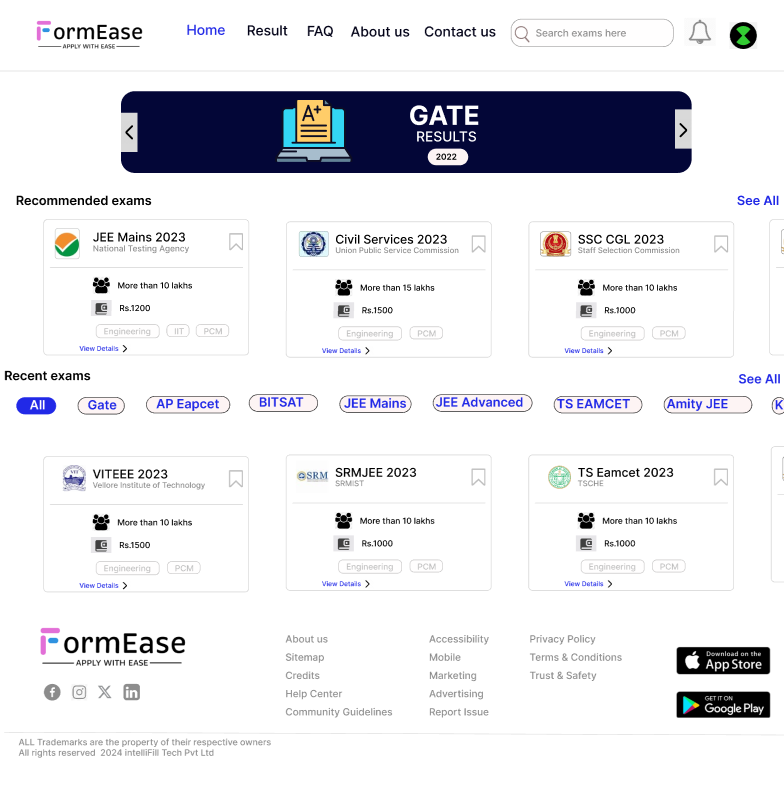 FormEase
APPLY WITH EASE
Home Result FAQ About us Contact us Search exams here
A+
GATE
RESULTS
2022
Recommended exams See All
JEE Mains 2023
National Testing Agency
More than 10 lakhs
Rs.1200
Engineering IIT PCM
View Details
Civil Services 2023
Union Public Service Commission
More than 15 lakhs
Rs.1500
Engineering PCM
View Details
SSC CGL 2023
Staff Selection Commission
More than 10 lakhs
Rs.1000
Engineering PCM
View Details
Recent exams See All
All Gate AP Eapcet BITSAT JEE Mains JEE Advanced TS EAMCET Amity JEE K
VIT
VITEEE 2023
Vellore Institute of Technology
More than 10 lakhs
Rs.1500
Engineering PCM
View Details
SRM
SRMJEE 2023
SRMIST
More than 10 lakhs
Rs.1000
Engineering PCM
View Details
TS Eamcet 2023
TSCHE
More than 10 lakhs
Rs.1000
Engineering PCM
View Details
FormEase
APPLY WITH EASE
About us
Sitemap
Credits
Help Center
Community Guidelines
Accessibility
Mobile
Marketing
Advertising
Report Issue
Privacy Policy
Terms & Conditions
Trust & Safety
Download on the
App Store
GET IT ON
Google Play
ALL Trademarks are the property of their respective owners
All rights reserved 2024 intelliFill Tech Pvt Ltd